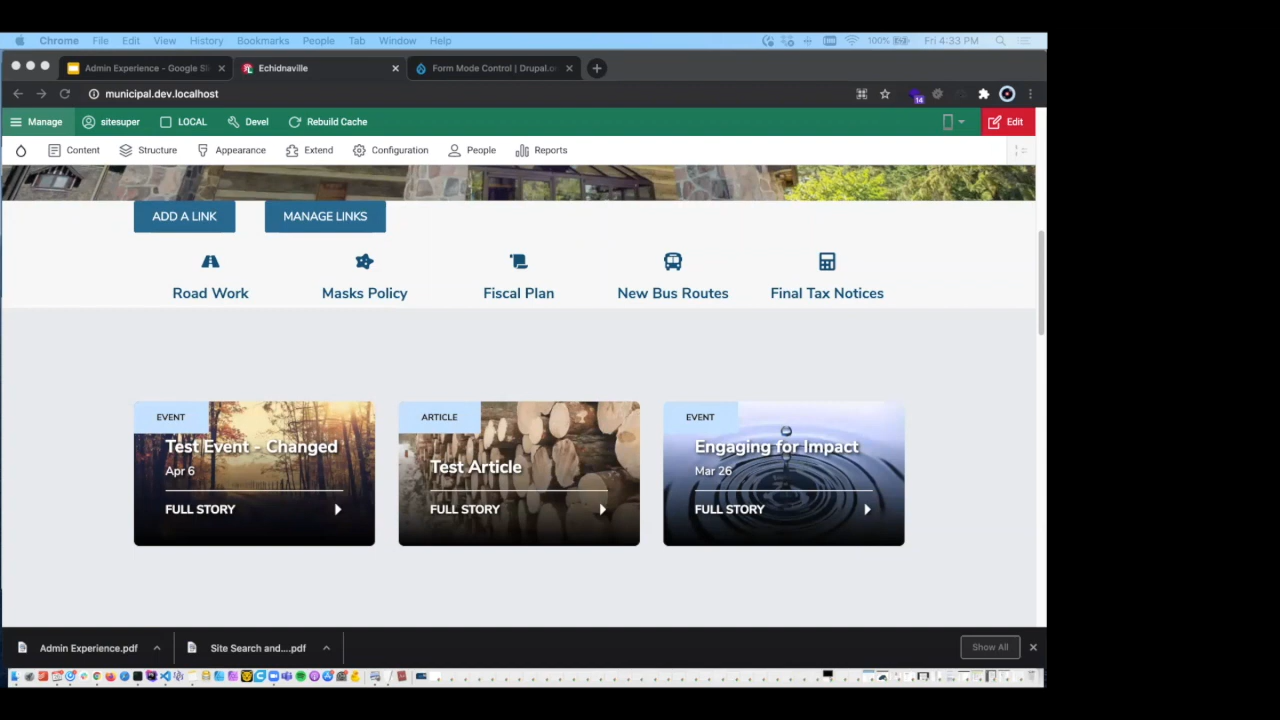 Chrome File Edit View History Bookmarks People Tab Window Help 100% Fri 4:33 PM
Admin Experience - Google Sl Echidnaville Form Mode Control | Drupal.o
municipal.dev.localhost 14
Manage sitesuper LOCAL Devel Rebuild Cache Edit
Content Structure Appearance Extend Configuration People Reports
ADD A LINK MANAGE LINKS
Road Work Masks Policy Fiscal Plan New Bus Routes Final Tax Notices
EVENT
Test Event - Changed
Apr 6
FULL STORY
ARTICLE
Test Article
FULL STORY
EVENT
Engaging for Impact
Mar 26
FULL STORY
Admin Experience.pdf Site Search and....pdf Show All